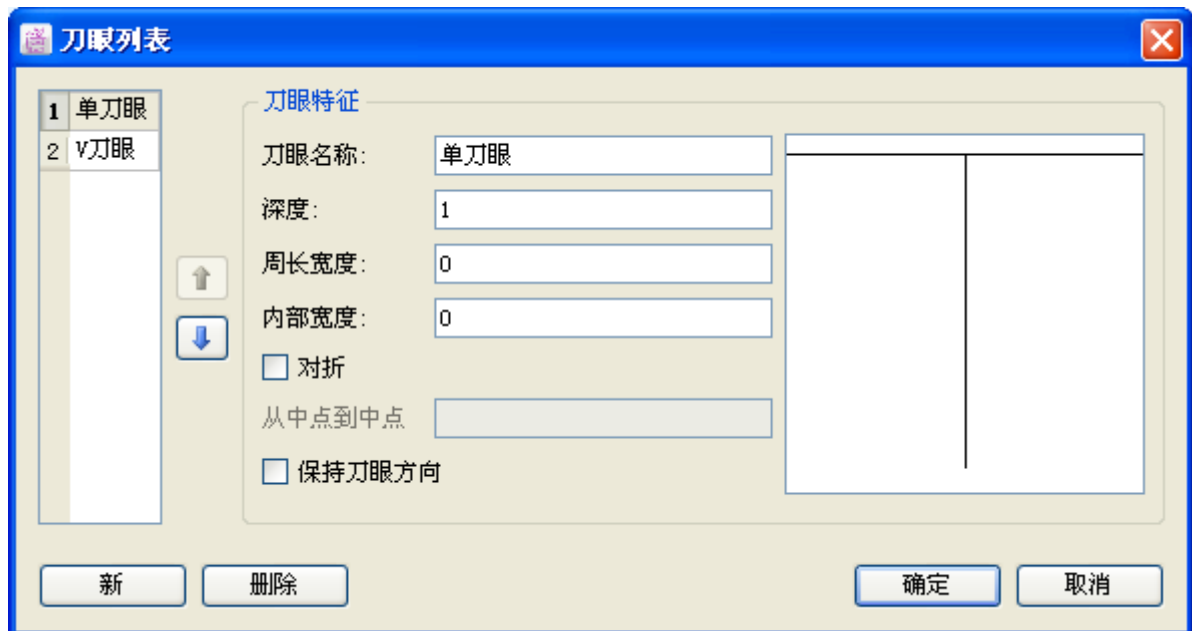 刀眼列表
1 单刀眼
2 V刀眼
刀眼特征
刀眼名称: 单刀眼
深度: 1
周长宽度: 0
内部宽度: 0
对折
从中点到中点
保持刀眼方向
新 删除 确定 取消